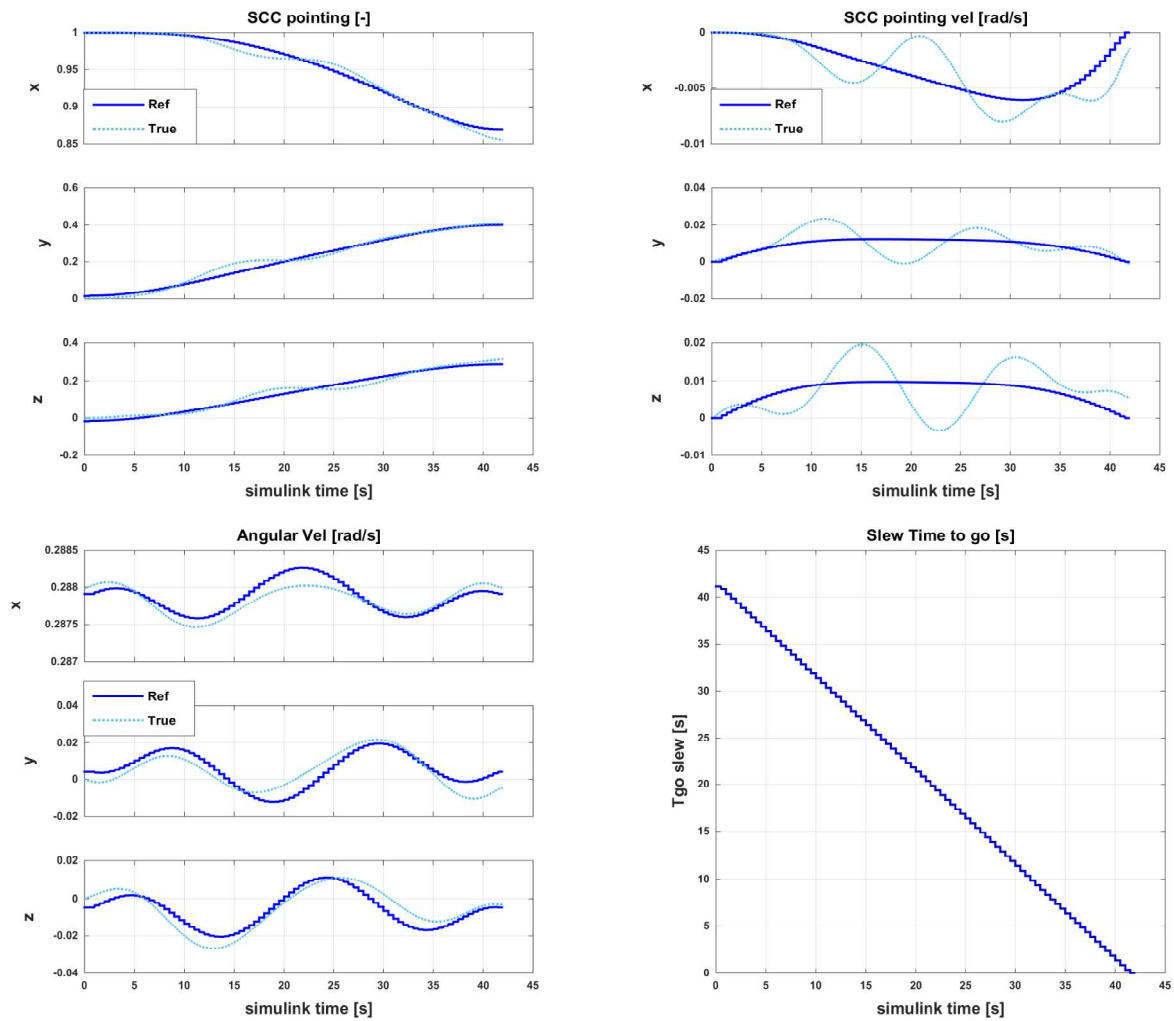 SCC pointing [-]
x
1
0.95
0.9
0.85
Ref
True
y
0.6
0.4
0.2
0
z
0.4
0.2
0
-0.2
0 5 10 15 20 25 30 35 40 45
simulink time [s]
SCC pointing vel [rad/s]
x
0
-0.005
-0.01
Ref
True
y
0.04
0.02
0
-0.02
z
0.02
0.01
0
-0.01
0 5 10 15 20 25 30 35 40 45
simulink time [s]
Angular Vel [rad/s]
x
0.2885
0.288
0.2875
0.287
Ref
True
y
0.04
0.02
0
-0.02
z
0.02
0
-0.02
-0.04
0 5 10 15 20 25 30 35 40 45
simulink time [s]
Slew Time to go [s]
Tgo slew [s]
45
40
35
30
25
20
15
10
5
0
0 5 10 15 20 25 30 35 40 45
simulink time [s]